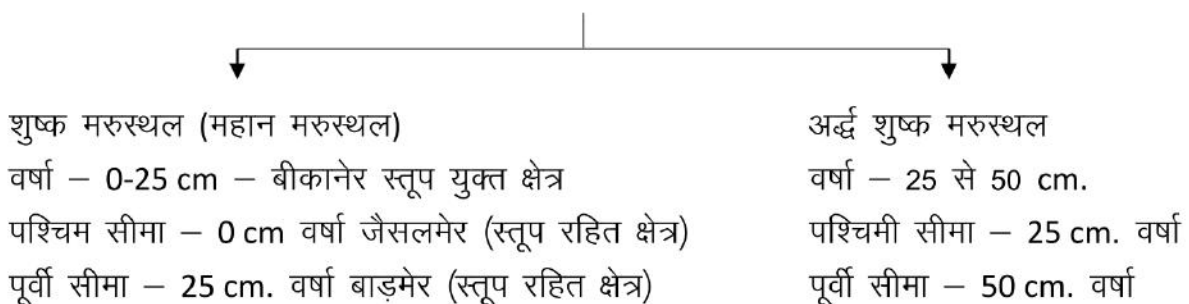 शुष्क मरुस्थल (महान मरुस्थल)
वर्षा – 0-25 cm – बीकानेर स्तूप युक्त क्षेत्र
पश्चिम सीमा – 0 cm वर्षा जैसलमेर (स्तूप रहित क्षेत्र)
पूर्वी सीमा – 25 cm. वर्षा बाड़मेर (स्तूप रहित क्षेत्र)
अर्द्ध शुष्क मरुस्थल
वर्षा – 25 से 50 cm.
पश्चिमी सीमा – 25 cm. वर्षा
पूर्वी सीमा – 50 cm. वर्षा